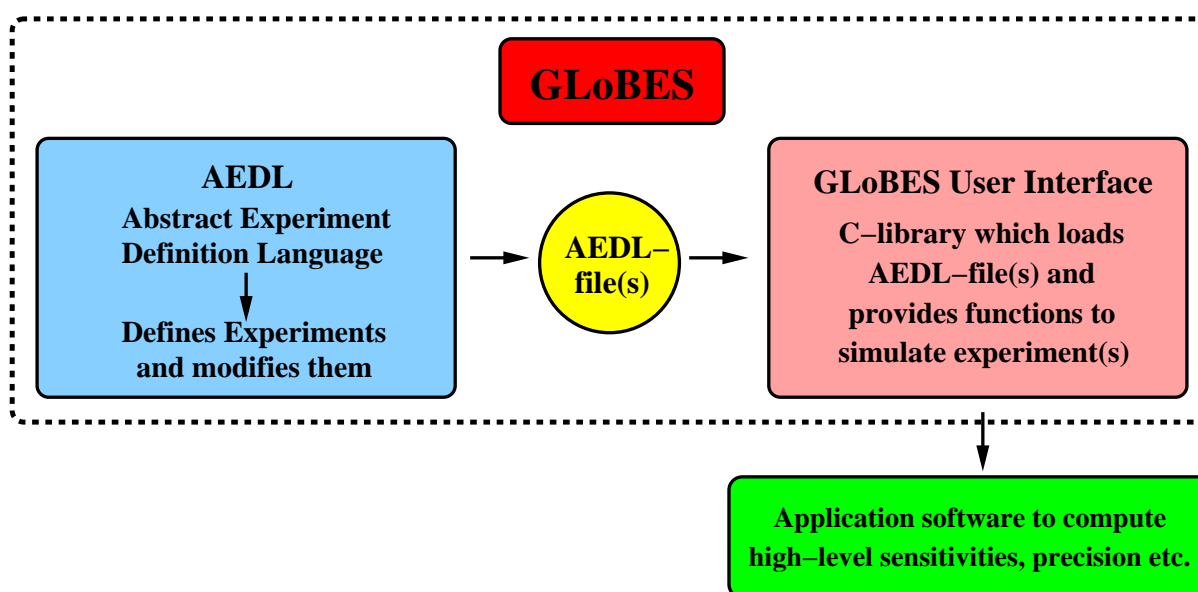 GLoBES
AEDL
Abstract Experiment
Definition Language
Defines Experiments
and modifies them
AEDL−
file(s)
GLoBES User Interface
C−library which loads
AEDL−file(s) and
provides functions to
simulate experiment(s)
Application software to compute
high−level sensitivities, precision etc.